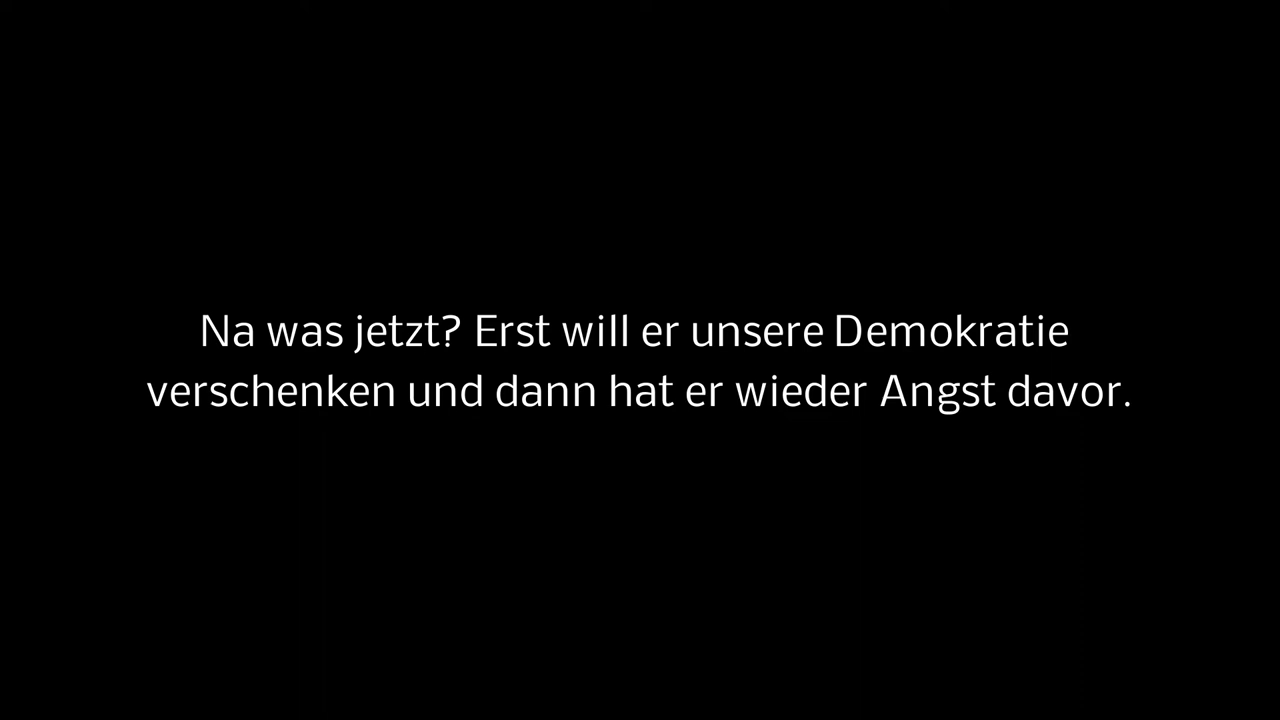 Na was jetzt? Erst will er unsere Demokratie
verschenken und dann hat er wieder Angst davor.